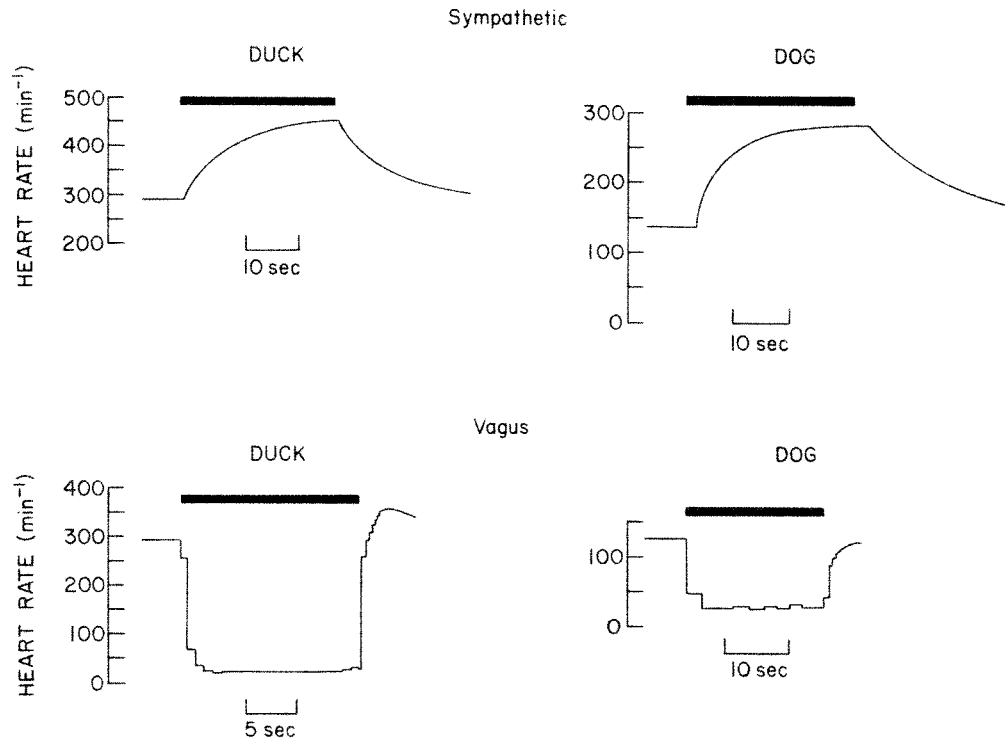 Sympathetic
DUCK
HEART RATE (min⁻¹)
500
450
300
200
10 sec
DOG
300
200
100
0
10 sec
Vagus
DUCK
HEART RATE (min⁻¹)
400
300
200
100
0
5 sec
DOG
100
0
10 sec